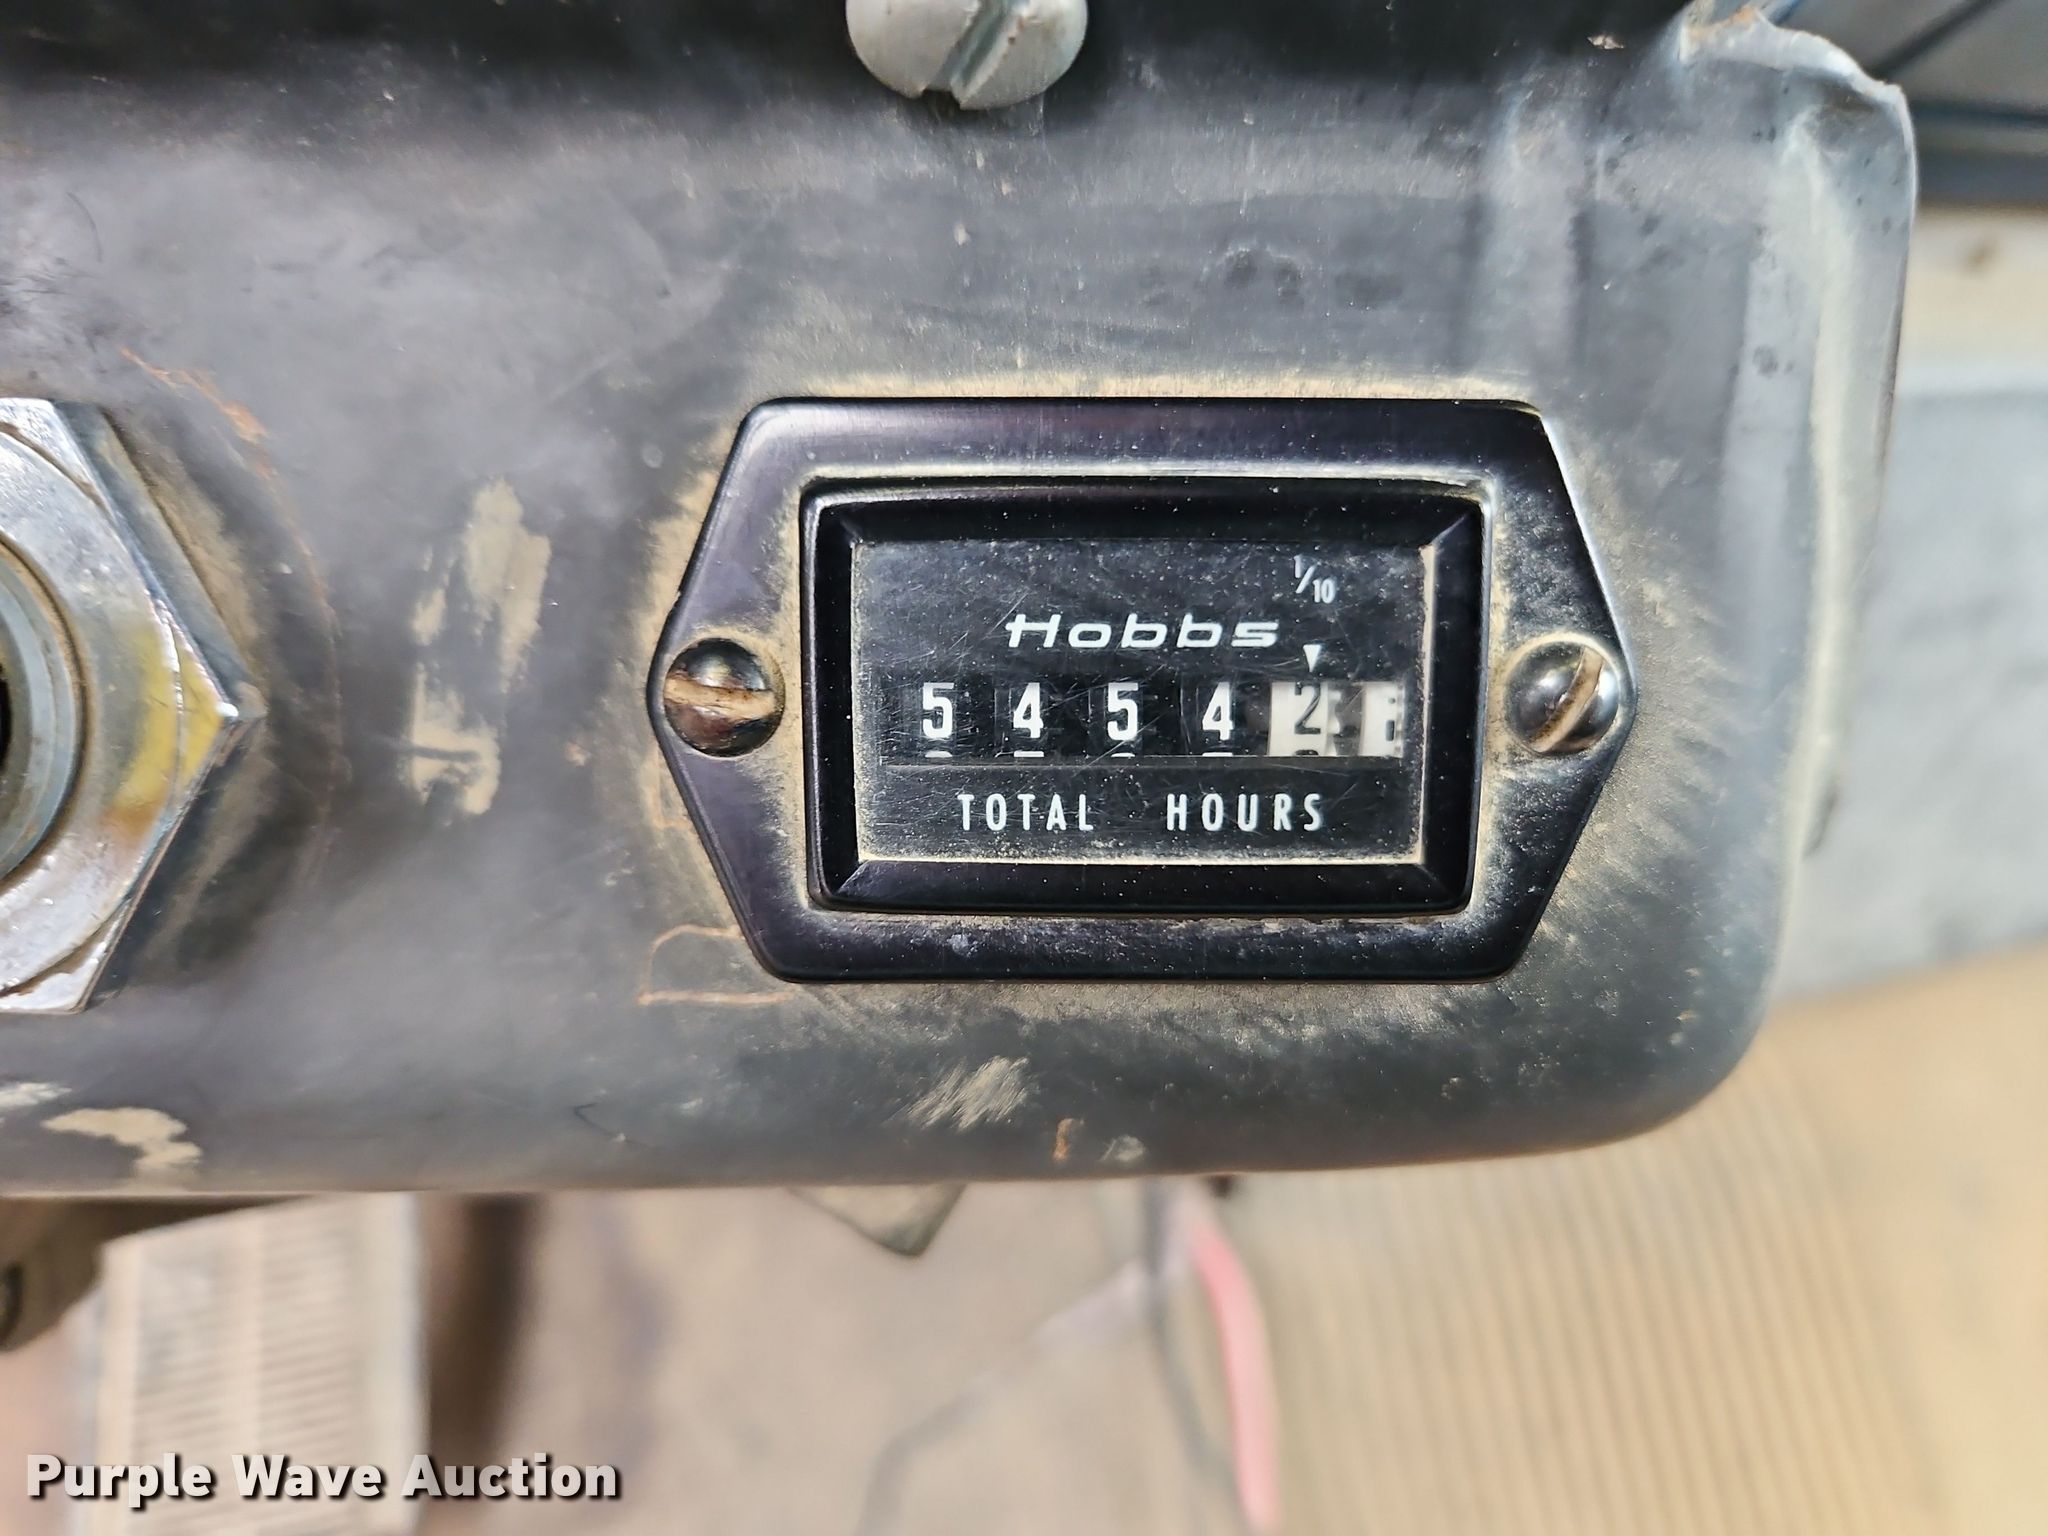 1/10
Hobbs
5 4 5 4 2
TOTAL HOURS
Purple Wave Auction